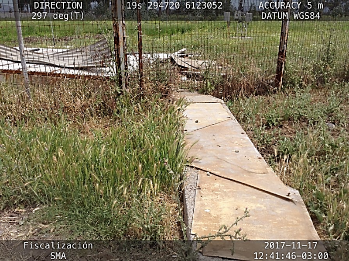 DIRECTION
297 deg(T)
19s 294720 6123052
ACCURACY 5 m
DATUM WGS84
Fiscalización
SMA
2017-11-17
12:41:46-03:00